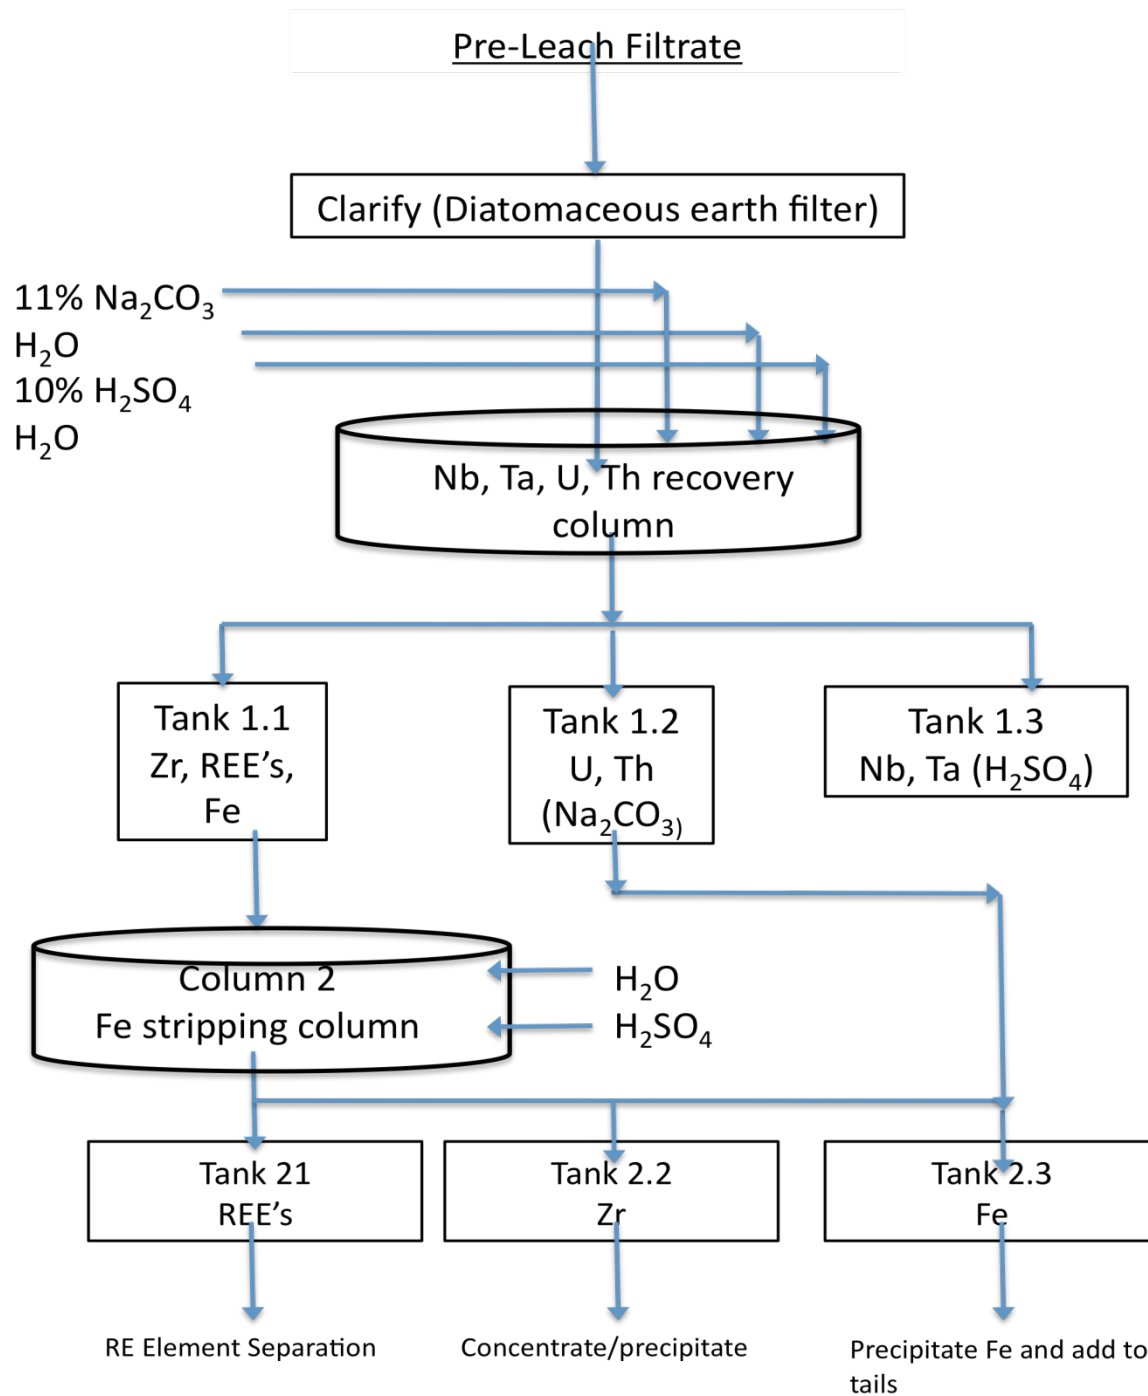 Pre-Leach Filtrate
Clarify (Diatomaceous earth filter)
11% Na₂CO₃
H₂O
10% H₂SO₄
H₂O
Nb, Ta, U, Th recovery
column
Tank 1.1
Zr, REE's,
Fe
Tank 1.2
U, Th
(Na₂CO₃)
Tank 1.3
Nb, Ta (H₂SO₄)
Column 2
Fe stripping column
H₂O
H₂SO₄
Tank 21
REE's
Tank 2.2
Zr
Tank 2.3
Fe
RE Element Separation
Concentrate/precipitate
Precipitate Fe and add to
tails